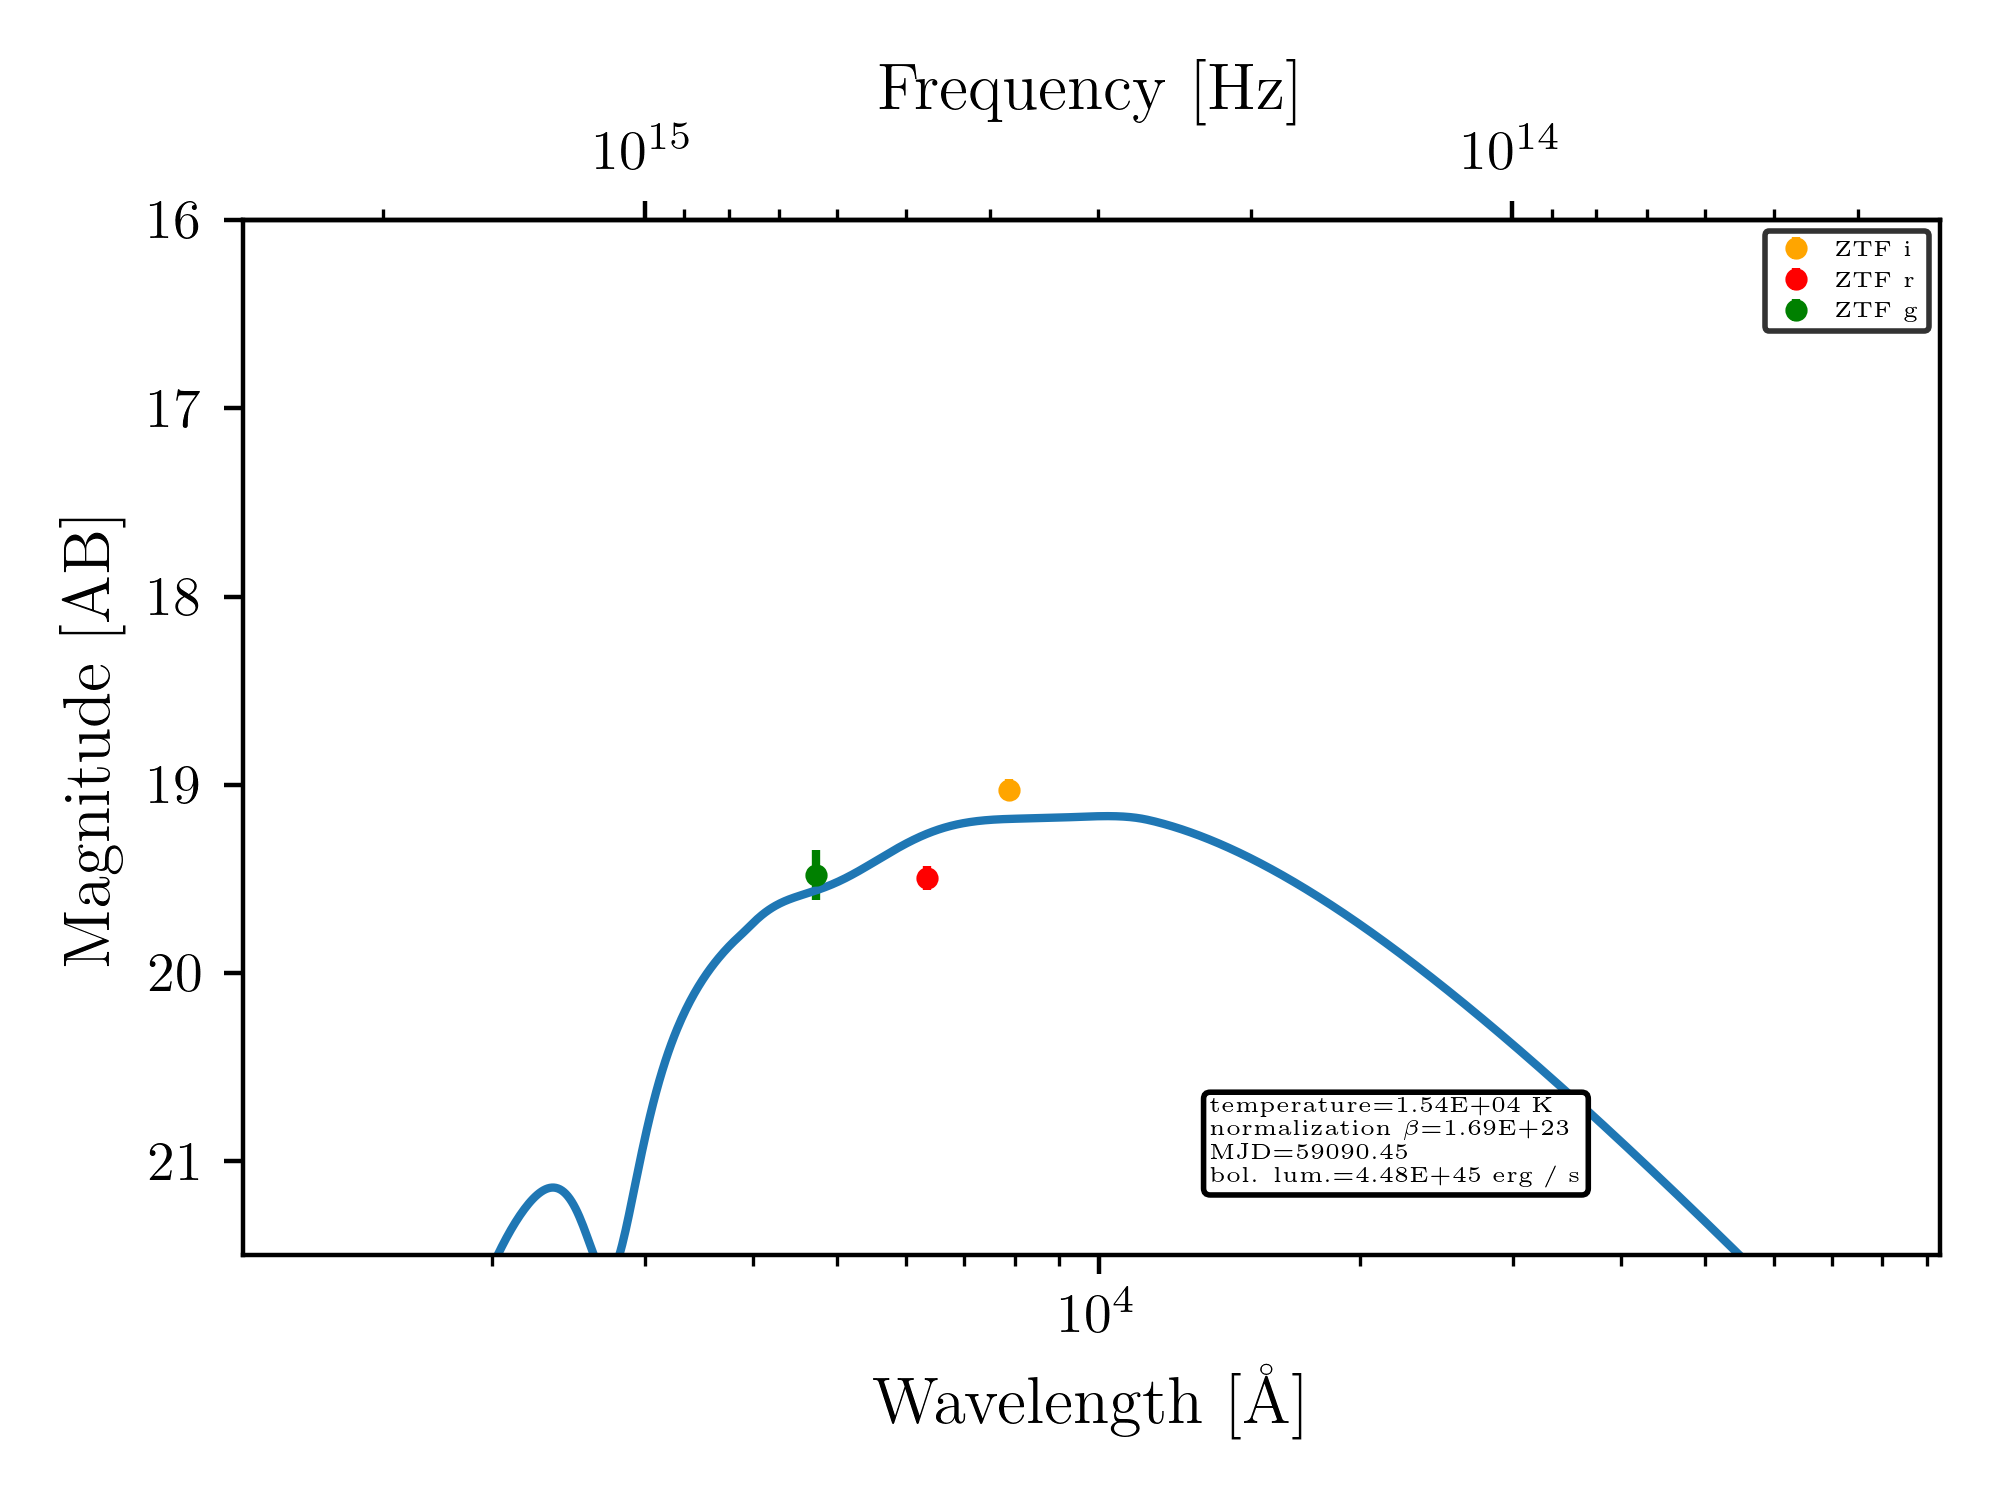 Frequency [Hz]
10^15 10^14
16
17
18
19
20
21
Magnitude [AB]
ZTF i
ZTF r
ZTF g
temperature=1.54E+04 K
normalization β=1.69E+23
MJD=59090.45
bol. lum.=4.48E+45 erg / s
10^4
Wavelength [Å]